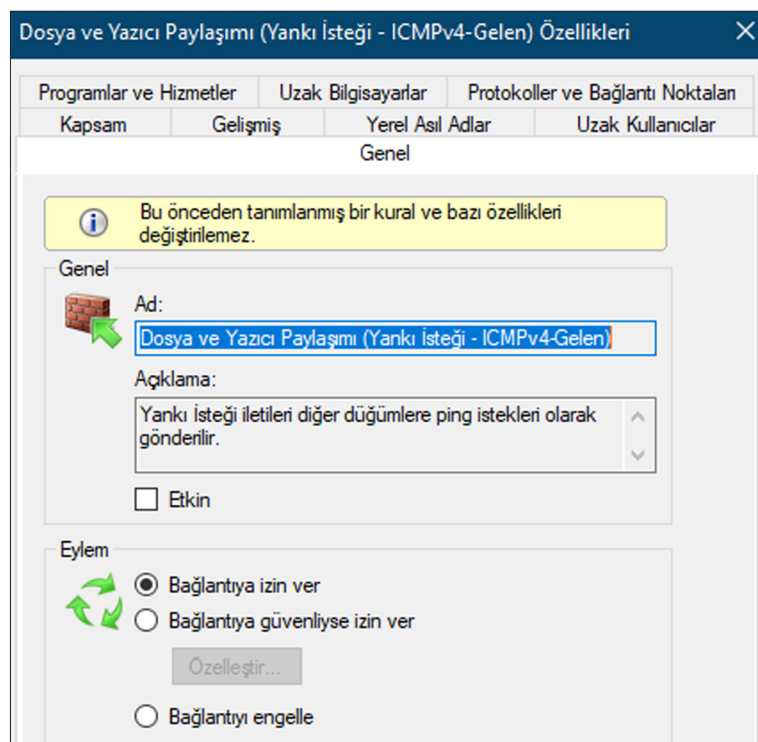 Dosya ve Yazıcı Paylaşımı (Yankı İsteği - ICMPv4-Gelen) Özellikleri
Programlar ve Hizmetler
Uzak Bilgisayarlar
Protokoller ve Bağlantı Noktaları
Kapsam
Gelişmiş
Yerel Asıl Adlar
Uzak Kullanıcılar
Genel
Bu önceden tanımlanmış bir kural ve bazı özellikleri
değiştirilemez.
Genel
Ad:
Dosya ve Yazıcı Paylaşımı (Yankı İsteği - ICMPv4-Gelen)
Açıklama:
Yankı İsteği iletileri diğer düğümlere ping istekleri olarak
gönderilir.
Etkin
Eylem
Bağlantıya izin ver
Bağlantıya güvenliyse izin ver
Özelleştir...
Bağlantıyı engelle